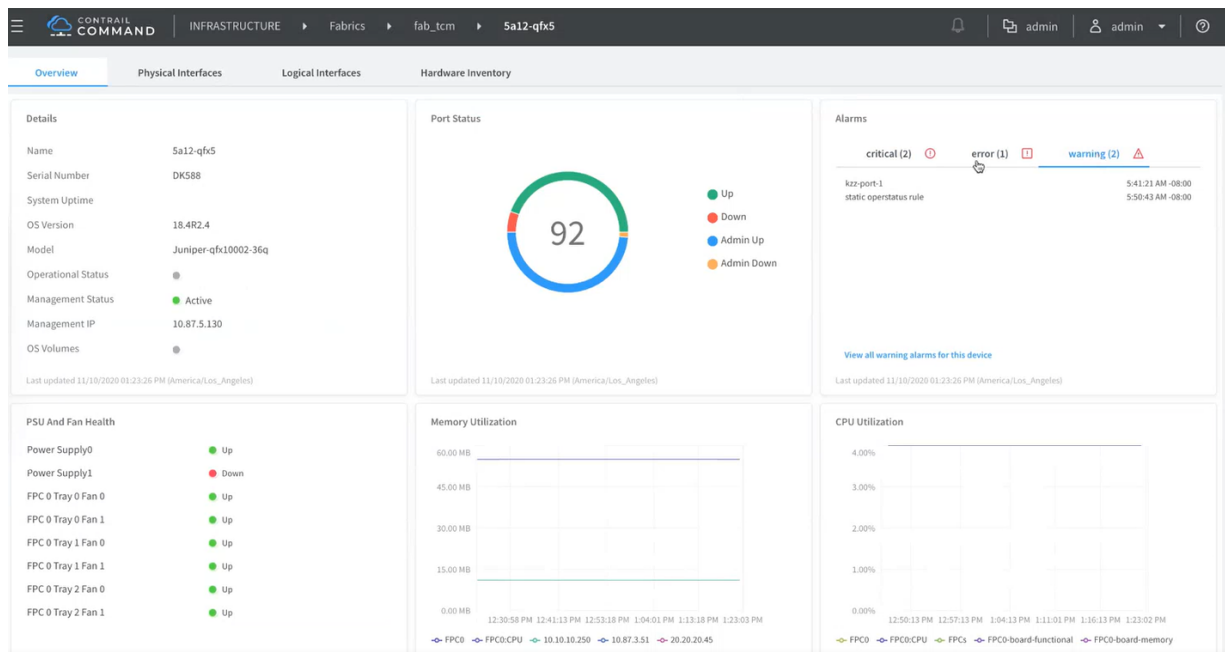 CONTRAIL COMMAND
INFRASTRUCTURE Fabrics fab_tcm 5a12-qfx5 admin admin
Overview Physical Interfaces Logical Interfaces Hardware Inventory
Details
Name 5a12-qfx5
Serial Number DK588
System Uptime
OS Version 18.4R2.4
Model Juniper-qfx10002-36q
Operational Status
Management Status Active
Management IP 10.87.5.130
OS Volumes
Last updated 11/10/2020 01:23:26 PM (America/Los_Angeles)
Port Status
92
Up
Down
Admin Up
Admin Down
Last updated 11/10/2020 01:23:26 PM (America/Los_Angeles)
Alarms
critical (2) error (1) warning (2)
kzz-port-1 5:41:21 AM -08:00
static operstatus rule 5:50:43 AM -08:00
View all warning alarms for this device
Last updated 11/10/2020 01:23:26 PM (America/Los_Angeles)
PSU And Fan Health
Power Supply0 Up
Power Supply1 Down
FPC 0 Tray 0 Fan 0 Up
FPC 0 Tray 0 Fan 1 Up
FPC 0 Tray 1 Fan 0 Up
FPC 0 Tray 1 Fan 1 Up
FPC 0 Tray 2 Fan 0 Up
FPC 0 Tray 2 Fan 1 Up
Memory Utilization
60.00 MB
45.00 MB
30.00 MB
15.00 MB
0.00 MB
12:30:58 PM 12:41:13 PM 12:53:18 PM 1:04:01 PM 1:13:18 PM 1:23:03 PM
FPC0 FPC0:CPU 10.10.10.250 10.87.3.51 20.20.20.45
CPU Utilization
4.00%
3.00%
2.00%
1.00%
0.00%
12:50:13 PM 12:57:13 PM 1:04:13 PM 1:11:01 PM 1:16:13 PM 1:23:02 PM
FPC0 FPC0:CPU FPCs FPC0-board-functional FPC0-board-memory